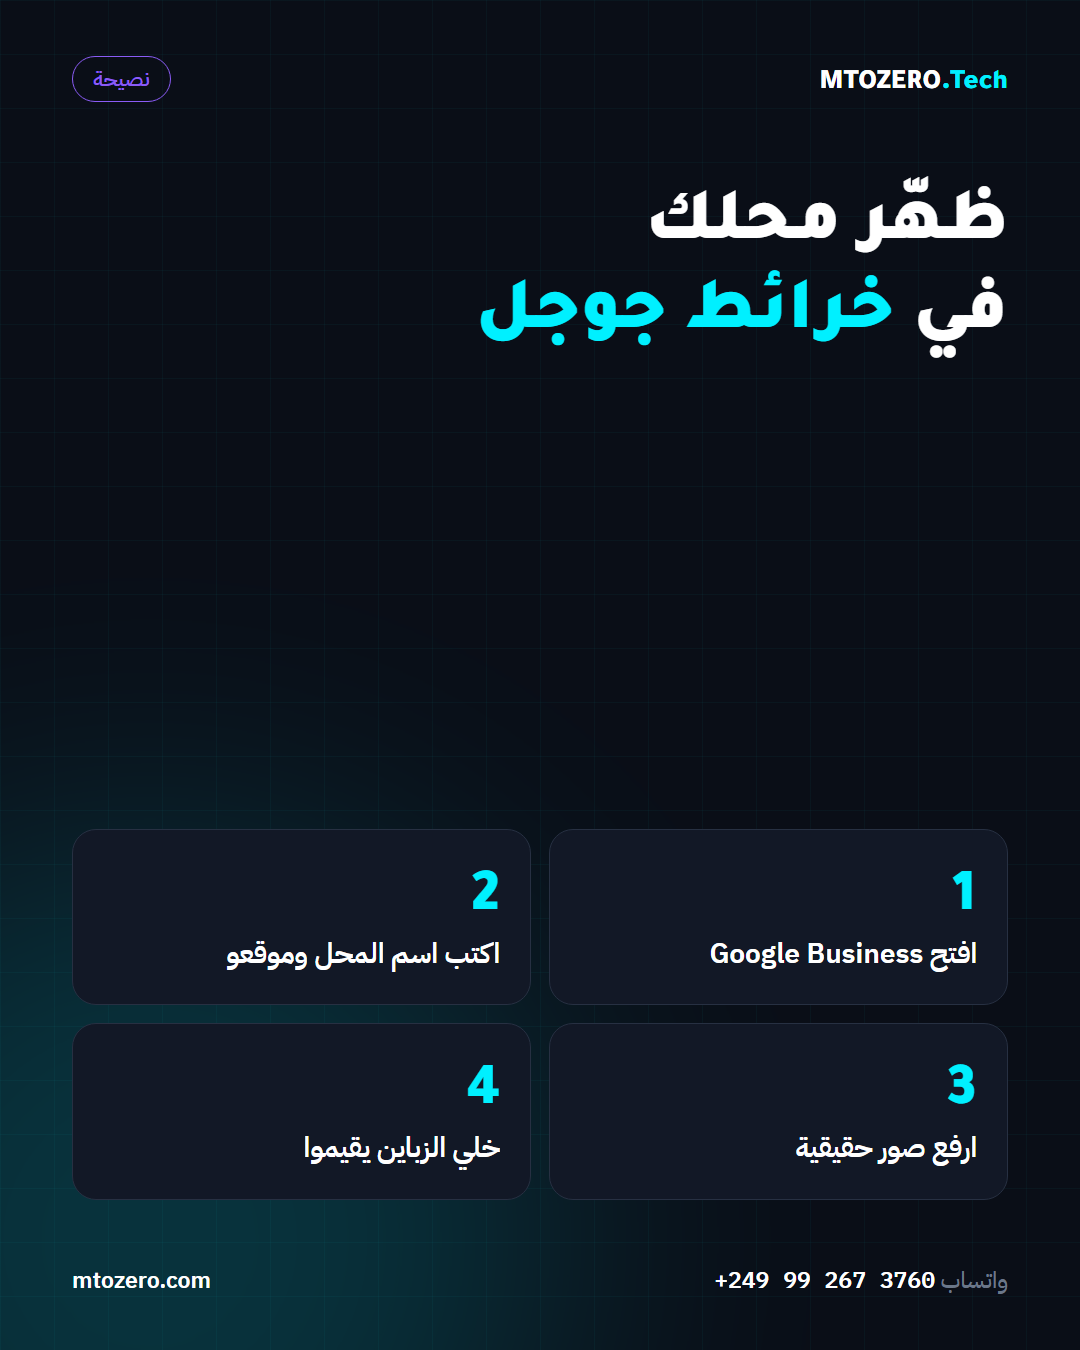 MTOZERO.Tech
نصيحة
ظهّر محلك
في خرائط جوجل
1
افتح Google Business
2
اكتب اسم المحل وموقعو
3
ارفع صور حقيقية
4
خلي الزباين يقيموا
واتساب +249 99 267 3760
mtozero.com